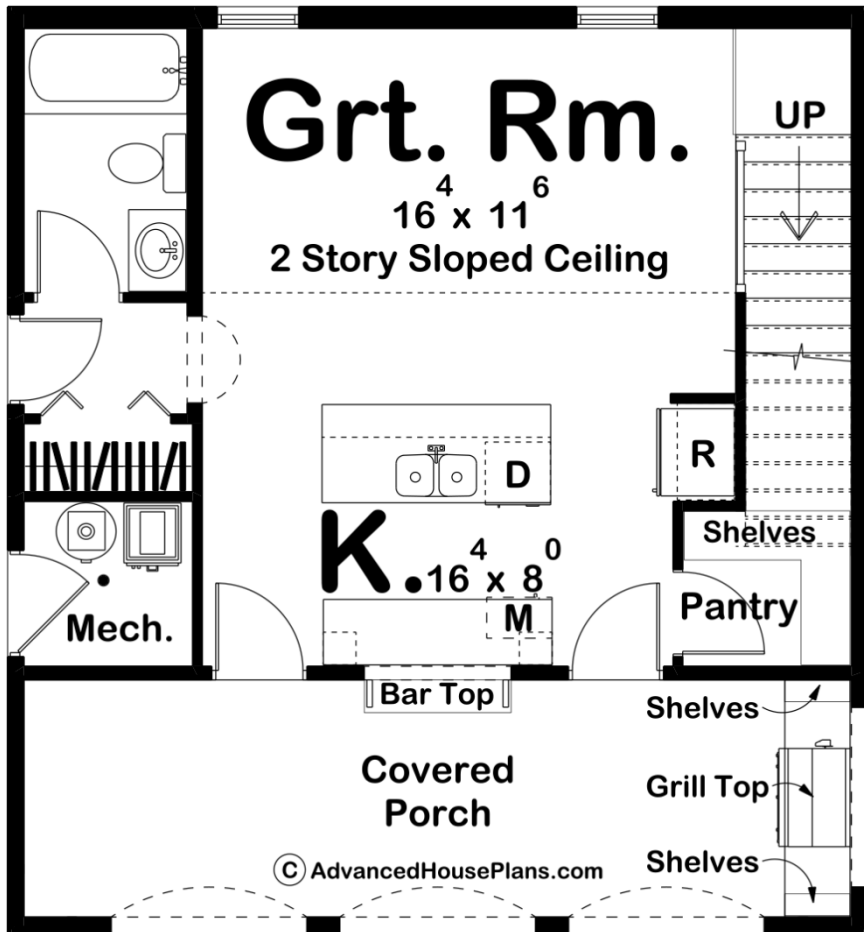 Grt. Rm.
16⁴ x 11⁶
2 Story Sloped Ceiling
UP
R
D
Shelves
K. 16⁴ x 8⁰
M
Pantry
Mech.
Bar Top
Shelves
Covered
Porch
Grill Top
Shelves
© AdvancedHousePlans.com